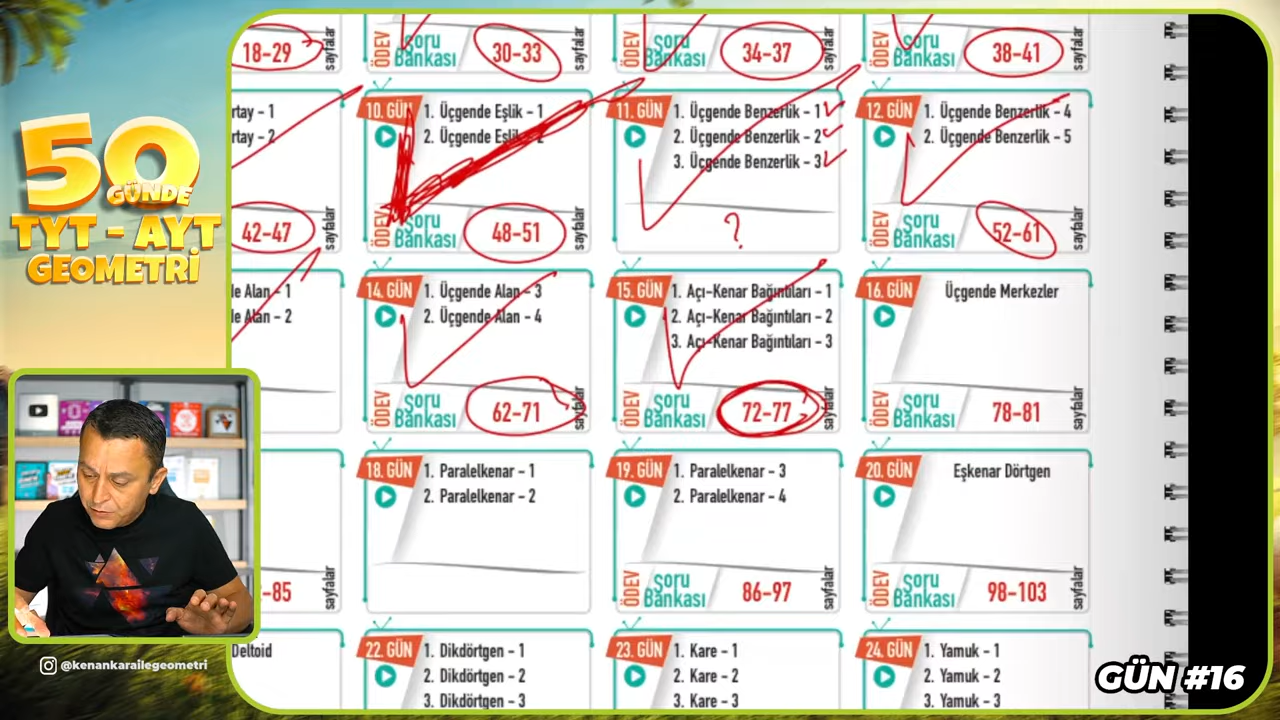 50
GÜNDE
TYT - AYT
GEOMETRİ
18-29
sayfalar
ÖDEV
Soru
Bankası
30-33
sayfalar
ÖDEV
Soru
Bankası
34-37
sayfalar
ÖDEV
Soru
Bankası
38-41
sayfalar
rtay - 1
rtay - 2
42-47
sayfalar
10. GÜN
1. Üçgende Eşlik - 1
2. Üçgende Eşlik - 2
ÖDEV
Soru
Bankası
48-51
sayfalar
11. GÜN
1. Üçgende Benzerlik - 1
2. Üçgende Benzerlik - 2
3. Üçgende Benzerlik - 3
?
12. GÜN
1. Üçgende Benzerlik - 4
2. Üçgende Benzerlik - 5
ÖDEV
Soru
Bankası
52-61
sayfalar
de Alan - 1
le Alan - 2
14. GÜN
1. Üçgende Alan - 3
2. Üçgende Alan - 4
ÖDEV
Soru
Bankası
62-71
sayfalar
15. GÜN
1. Açı-Kenar Bağıntıları - 1
2. Açı-Kenar Bağıntıları - 2
3. Açı-Kenar Bağıntıları - 3
ÖDEV
Soru
Bankası
72-77
sayfalar
16. GÜN
Üçgende Merkezler
ÖDEV
Soru
Bankası
78-81
sayfalar
-85
sayfalar
18. GÜN
1. Paralelkenar - 1
2. Paralelkenar - 2
19. GÜN
1. Paralelkenar - 3
2. Paralelkenar - 4
ÖDEV
Soru
Bankası
86-97
sayfalar
20. GÜN
Eşkenar Dörtgen
ÖDEV
Soru
Bankası
98-103
sayfalar
Deltoid
22. GÜN
1. Dikdörtgen - 1
2. Dikdörtgen - 2
3. Dikdörtgen - 3
23. GÜN
1. Kare - 1
2. Kare - 2
3. Kare - 3
24. GÜN
1. Yamuk - 1
2. Yamuk - 2
3. Yamuk - 3
@kenankarailegeometri
GÜN #16